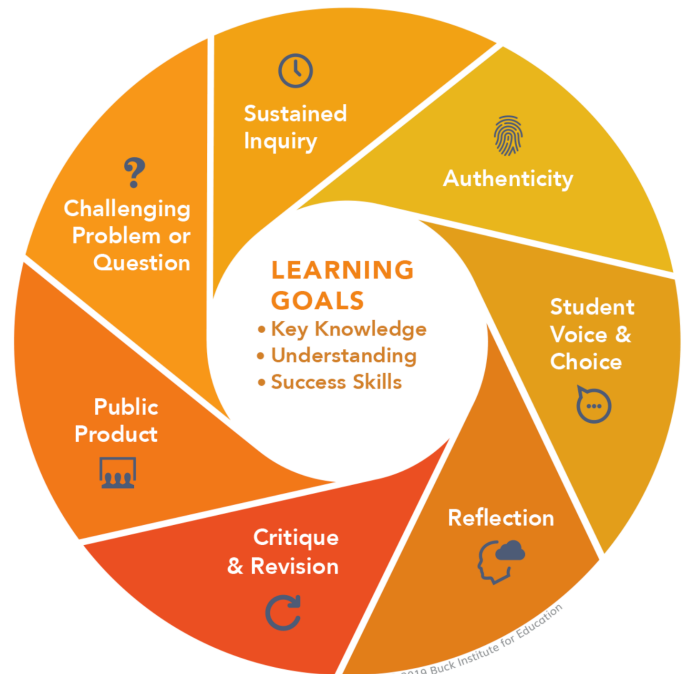 Sustained
Inquiry
Authenticity
Student
Voice &
Choice
Reflection
Critique
& Revision
Public
Product
?
Challenging
Problem or
Question
LEARNING
GOALS
• Key Knowledge
• Understanding
• Success Skills
2019 Buck Institute for Education